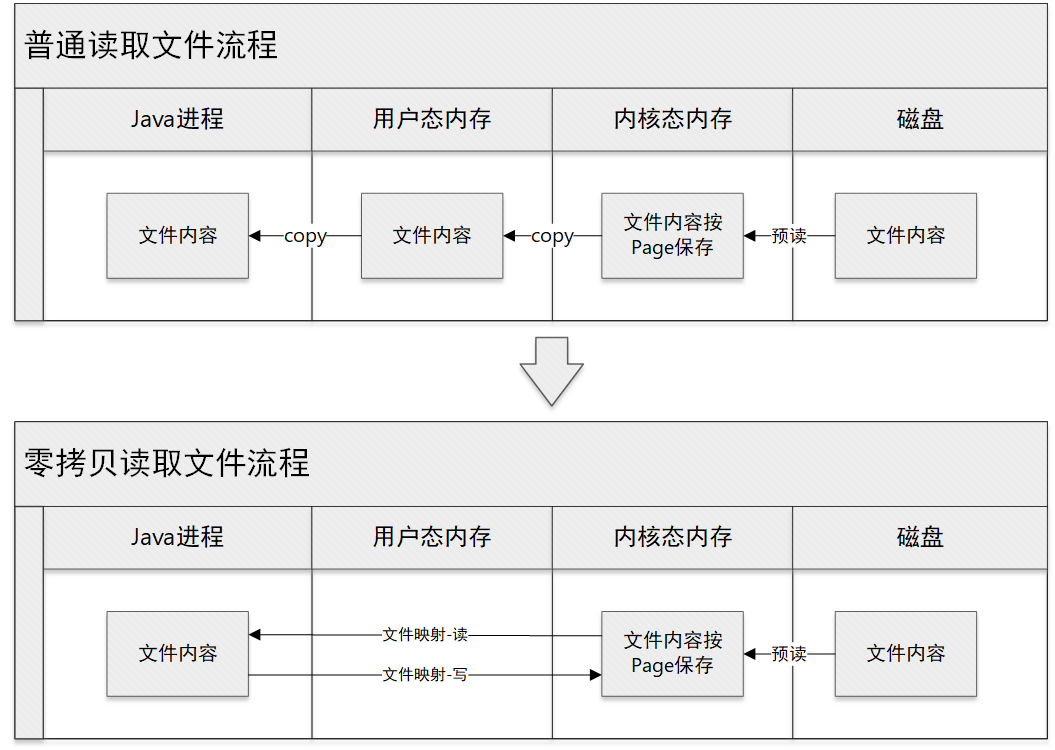 普通读取文件流程
Java进程
用户态内存
内核态内存
磁盘
文件内容
copy
文件内容
copy
文件内容按
Page保存
预读
文件内容
零拷贝读取文件流程
Java进程
用户态内存
内核态内存
磁盘
文件内容
文件映射-读
文件映射-写
文件内容按
Page保存
预读
文件内容